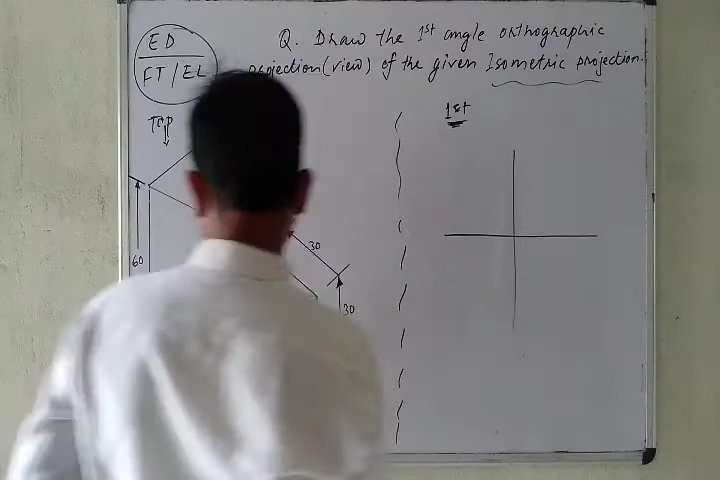 ED
FT/EL
Q. Draw the 1st angle orthographic
projection (view) of the given Isometric projection.
TOP
1st
30
60
30